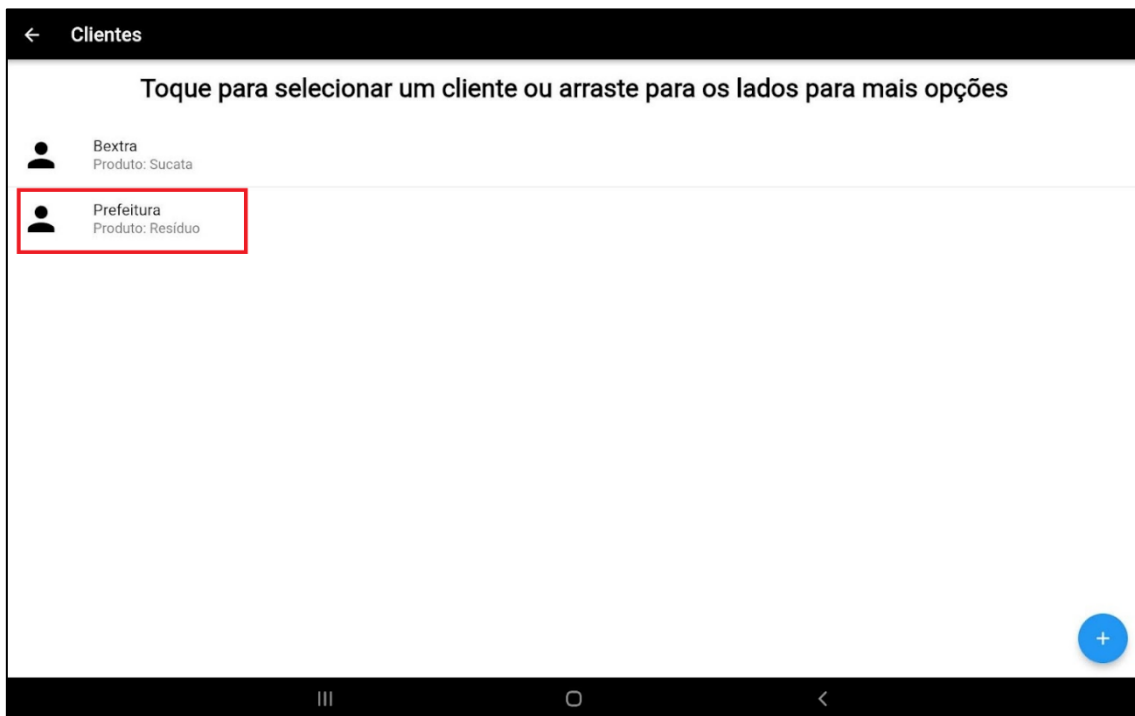 Clientes
Toque para selecionar um cliente ou arraste para os lados para mais opções
Bextra
Produto: Sucata
Prefeitura
Produto: Resíduo